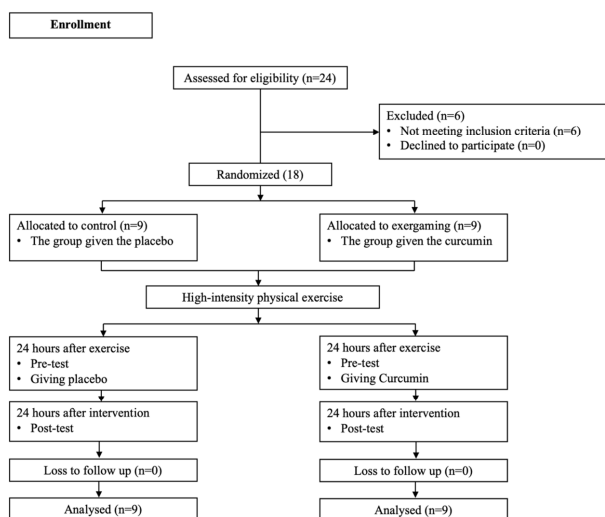 Enrollment
Assessed for eligibility (n=24)
Excluded (n=6)
• Not meeting inclusion criteria (n=6)
• Declined to participate (n=0)
Randomized (18)
Allocated to control (n=9)
• The group given the placebo
Allocated to exergaming (n=9)
• The group given the curcumin
High-intensity physical exercise
24 hours after exercise
• Pre-test
• Giving placebo
24 hours after exercise
• Pre-test
• Giving Curcumin
24 hours after intervention
• Post-test
24 hours after intervention
• Post-test
Loss to follow up (n=0)
Loss to follow up (n=0)
Analysed (n=9)
Analysed (n=9)